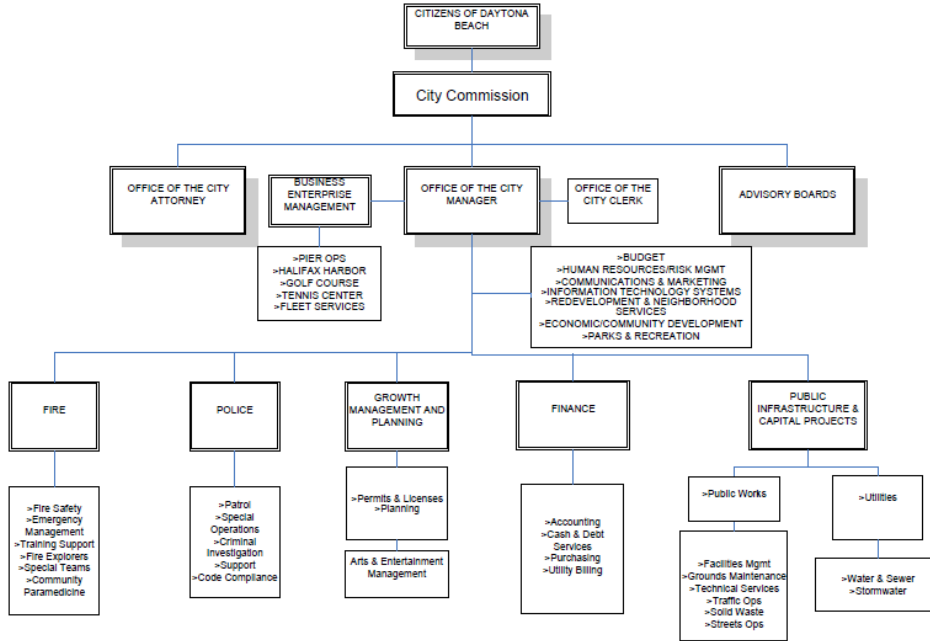 CITIZENS OF DAYTONA
BEACH
City Commission
OFFICE OF THE CITY
ATTORNEY
BUSINESS
ENTERPRISE
MANAGEMENT
OFFICE OF THE CITY
MANAGER
OFFICE OF THE
CITY CLERK
ADVISORY BOARDS
>PIER OPS
>HALIFAX HARBOR
>GOLF COURSE
>TENNIS CENTER
>FLEET SERVICES
>BUDGET
>HUMAN RESOURCES/RISK MGMT
>COMMUNICATIONS & MARKETING
>INFORMATION TECHNOLOGY SYSTEMS
>REDEVELOPMENT & NEIGHBORHOOD
SERVICES
>ECONOMIC/COMMUNITY DEVELOPMENT
>PARKS & RECREATION
FIRE
POLICE
GROWTH
MANAGEMENT AND
PLANNING
FINANCE
PUBLIC
INFRASTRUCTURE &
CAPITAL PROJECTS
>Fire Safety
>Emergency
Management
>Training Support
>Fire Explorers
>Special Teams
>Community
Paramedicine
>Patrol
>Special
Operations
>Criminal
Investigation
>Support
>Code Compliance
>Permits & Licenses
>Planning
Arts & Entertainment
Management
>Accounting
>Cash & Debt
Services
>Purchasing
>Utility Billing
>Public Works
>Utilities
>Facilities Mgmt
>Grounds Maintenance
>Technical Services
>Traffic Ops
>Solid Waste
>Streets Ops
>Water & Sewer
>Stormwater